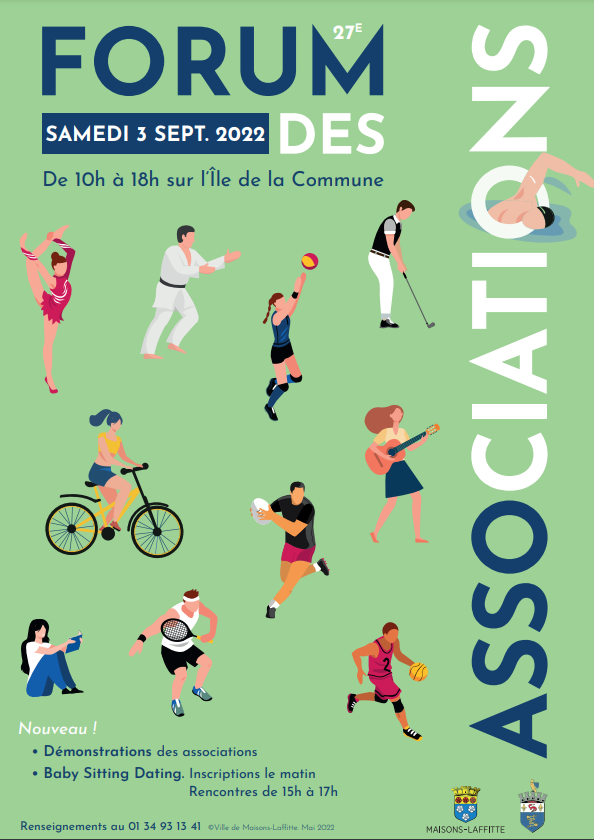 27E
FORUM
SAMEDI 3 SEPT. 2022 DES
ASSOCIATIONS
De 10h à 18h sur l'Île de la Commune
2
Nouveau !
• Démonstrations des associations
• Baby Sitting Dating. Inscriptions le matin
Rencontres de 15h à 17h
Renseignements au 01 34 93 13 41 ©Ville de Maisons-Laffitte. Mai 2022
MAISONS-LAFFITTE